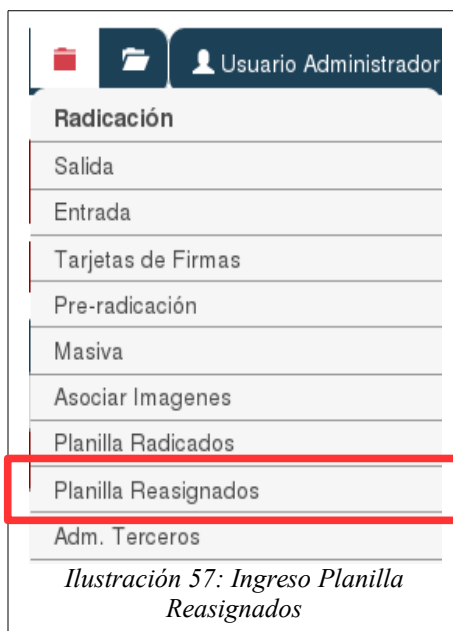 Usuario Administrador
Radicación
Salida
Entrada
Tarjetas de Firmas
Pre-radicación
Masiva
Asociar Imagenes
Planilla Radicados
Planilla Reasignados
Adm. Terceros
Ilustración 57: Ingreso Planilla
Reasignados